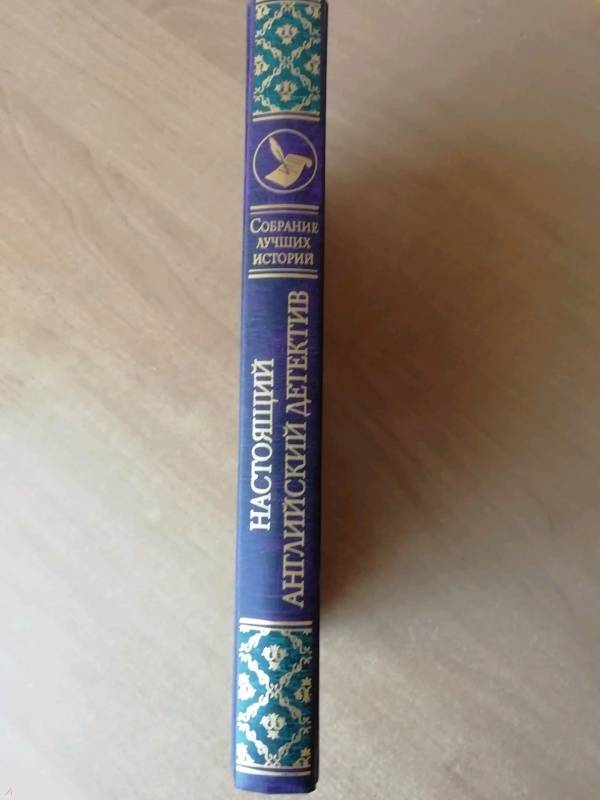 СОБРАНИЕ
ЛУЧШИХ
ИСТОРИЙ
НАСТОЯЩИЙ
АНГЛИЙСКИЙ ДЕТЕКТИВ